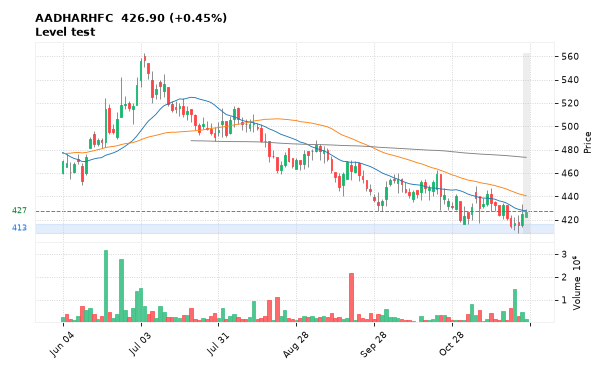 AADHARHFC 426.90 (+0.45%)
Level test
560
540
520
500
480
460
440
420
Price
427
413
3
2
1
Volume 10⁶
Jun 04
Jul 03
Jul 31
Aug 28
Sep 28
Oct 28